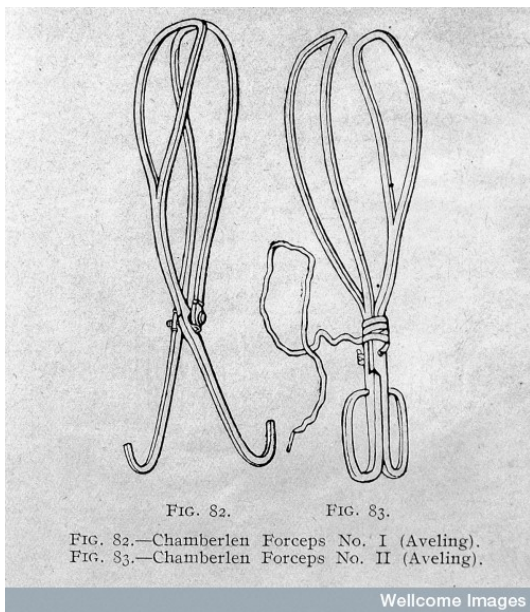 FIG. 82. FIG. 83.
FIG. 82.—Chamberlen Forceps No. I (Aveling).
FIG. 83.—Chamberlen Forceps No. II (Aveling).
Wellcome Images